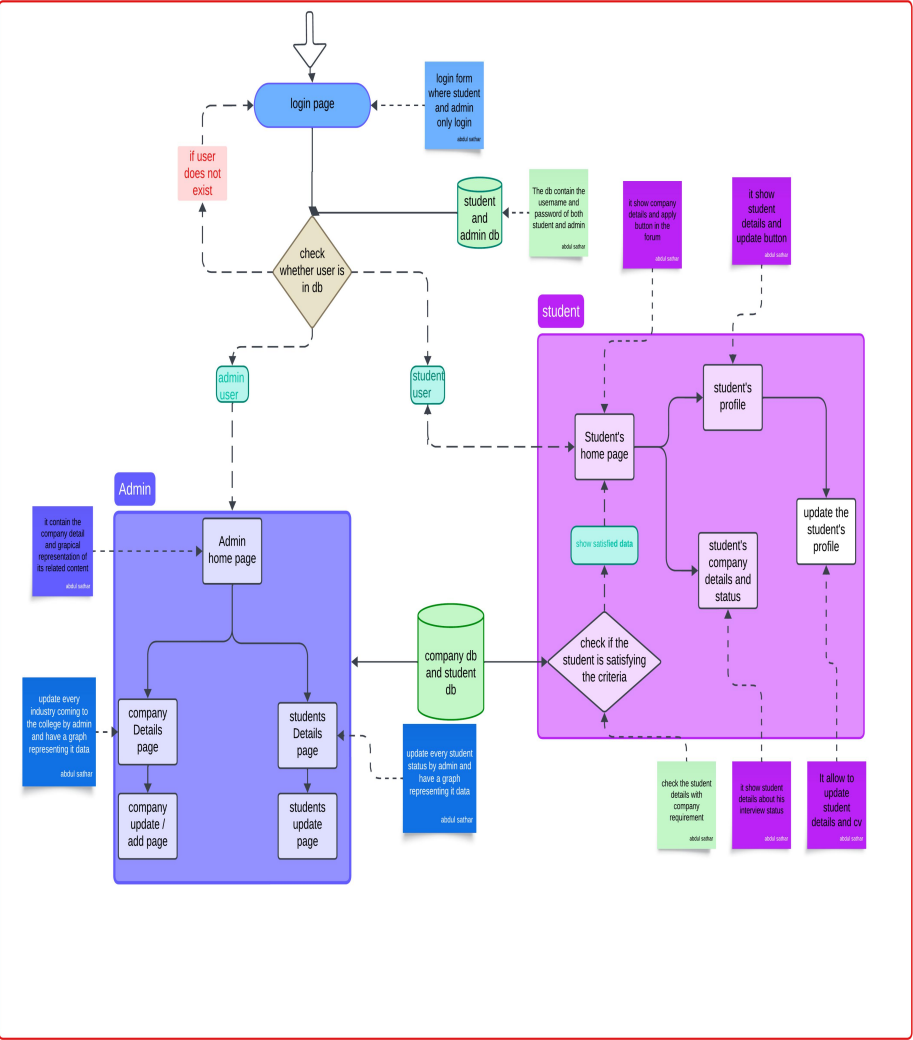 login page
login form
where student
and admin
only login
abdul sathar
if user
does not
exist
student
and
admin db
The db contain the
username and
password of both
student and admin
abdul sathar
it show company
details and apply
button in the
forum
abdul sathar
it show
student
details and
update button
abdul sathar
check
whether user is
in db
student
admin
user
student
user
student's
profile
Student's
home page
Admin
it contain the
company detail
and grapical
representation of
its related content
abdul sathar
Admin
home page
show satisfied data
student's
company
details and
status
update the
student's
profile
company db
and student
db
check if the
student is satisfying
the criteria
update every
industry coming to
the college by admin
and have a graph
representing it data
abdul sathar
company
Details
page
students
Details
page
update every student
status by admin and
have a graph
representing it data
abdul sathar
company
update /
add page
students
update
page
check the student
details with
company
requirement
abdul sathar
it show student
details about his
interview status
abdul sathar
It allow to
update
student
details and cv
abdul sathar